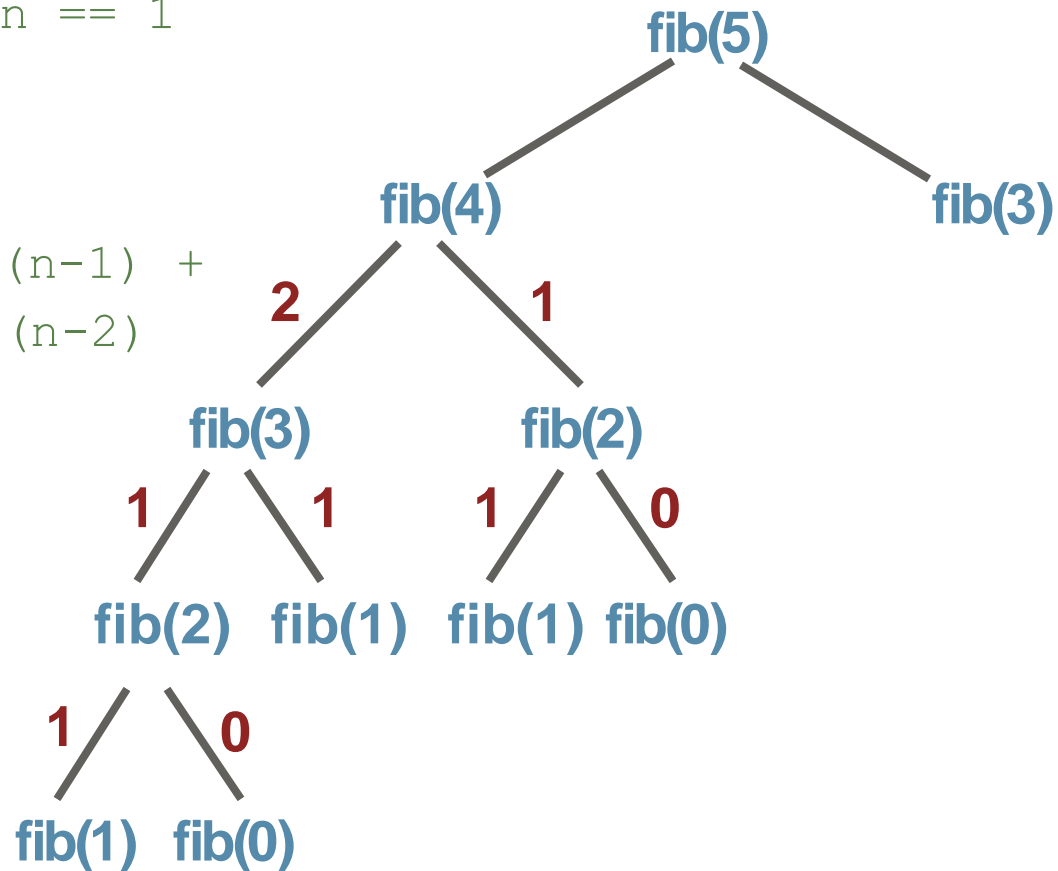 n == 1
fib(5)
fib(4) fib(3)
(n-1) +
2 1
(n-2)
fib(3) fib(2)
1 1 1 0
fib(2) fib(1) fib(1) fib(0)
1 0
fib(1) fib(0)